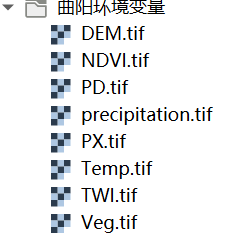 曲阳环境变量
DEM.tif
NDVI.tif
PD.tif
precipitation.tif
PX.tif
Temp.tif
TWI.tif
Veg.tif